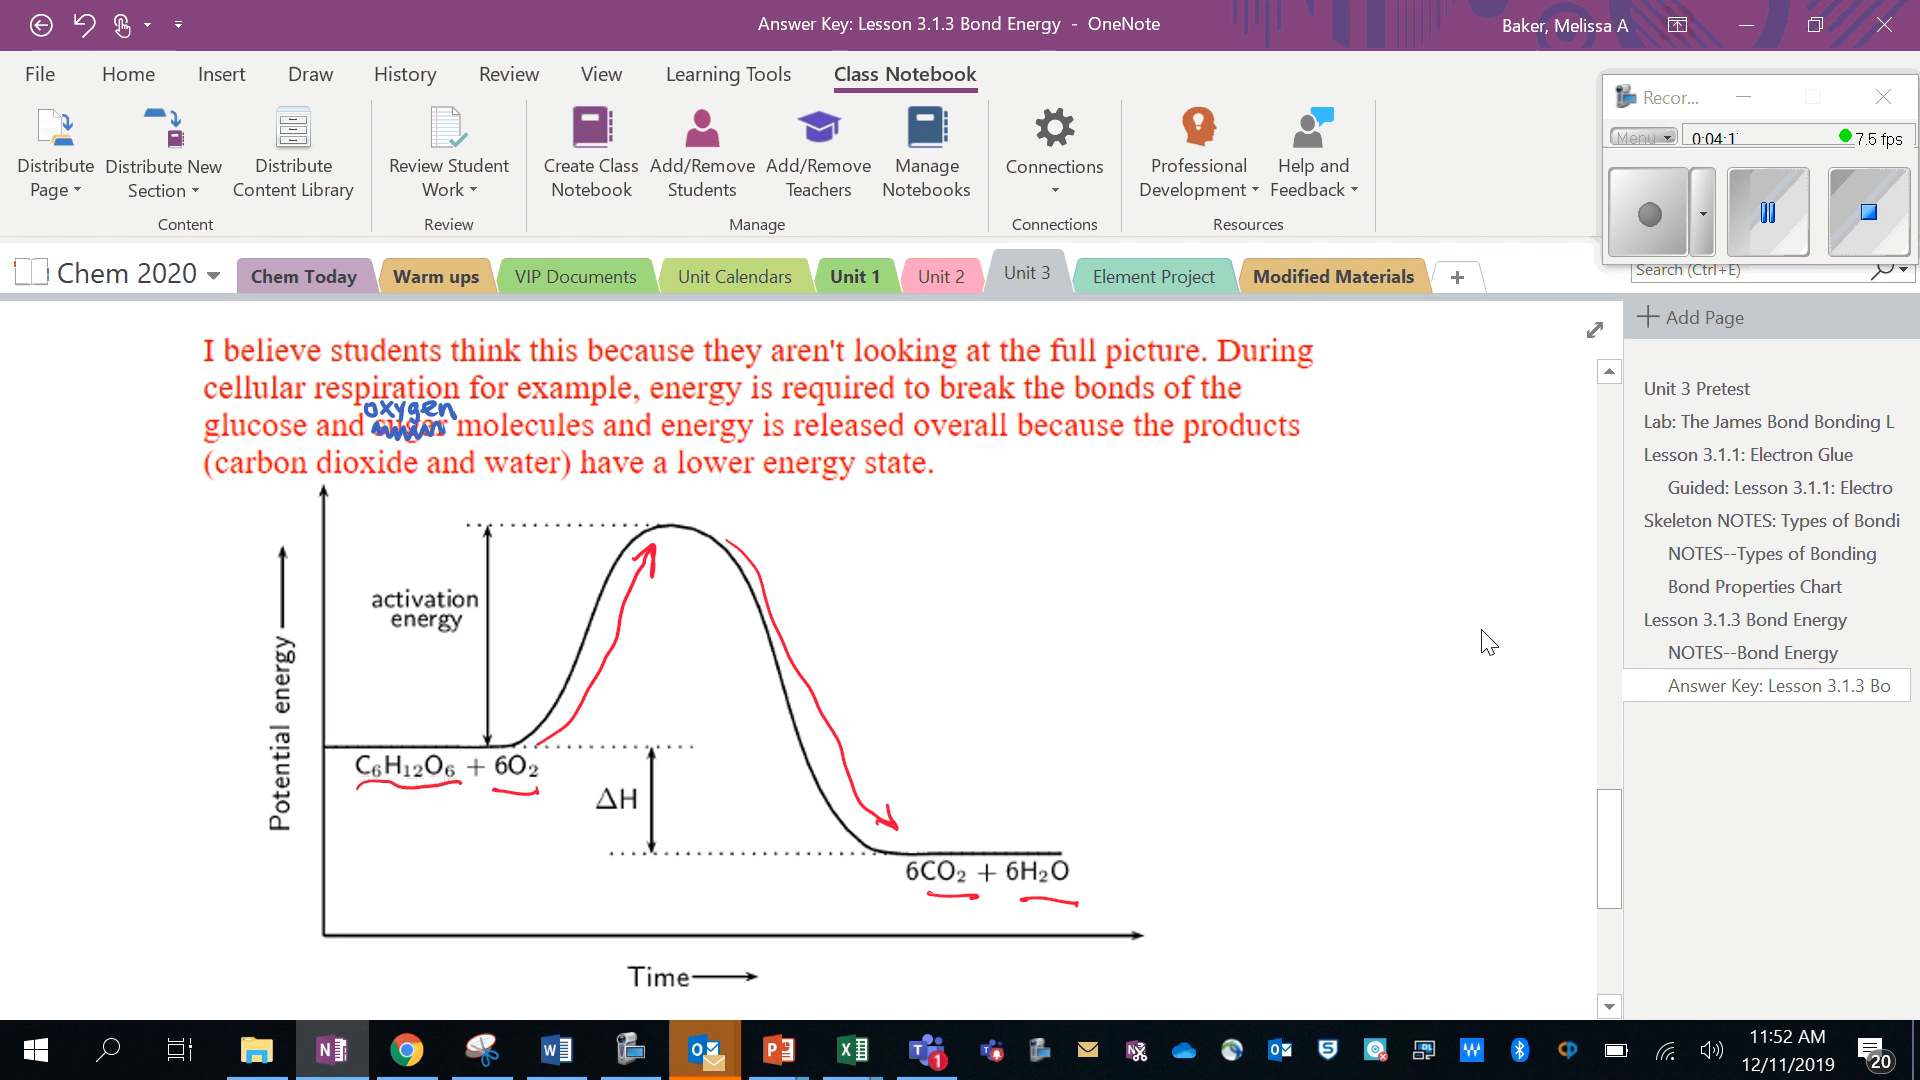 Answer Key: Lesson 3.1.3 Bond Energy - OneNote
Baker, Melissa A
File Home Insert Draw History Review View Learning Tools Class Notebook
Distribute Page
Distribute New Section
Distribute Content Library
Content
Review Student Work
Review
Create Class Notebook
Add/Remove Students
Add/Remove Teachers
Manage Notebooks
Manage
Connections
Connections
Professional Development
Help and Feedback
Resources
Recor...
Menu
0:04:1
7.5 fps
Chem 2020
Chem Today
Warm ups
VIP Documents
Unit Calendars
Unit 1
Unit 2
Unit 3
Element Project
Modified Materials
Search (Ctrl+E)
I believe students think this because they aren't looking at the full picture. During
cellular respiration for example, energy is required to break the bonds of the
oxygen
glucose and sugar molecules and energy is released overall because the products
(carbon dioxide and water) have a lower energy state.
Potential energy
activation
energy
C₆H₁₂O₆ + 6O₂
ΔH
6CO₂ + 6H₂O
Time
Add Page
Unit 3 Pretest
Lab: The James Bond Bonding L
Lesson 3.1.1: Electron Glue
Guided: Lesson 3.1.1: Electro
Skeleton NOTES: Types of Bondi
NOTES--Types of Bonding
Bond Properties Chart
Lesson 3.1.3 Bond Energy
NOTES--Bond Energy
Answer Key: Lesson 3.1.3 Bo
11:52 AM
12/11/2019
20